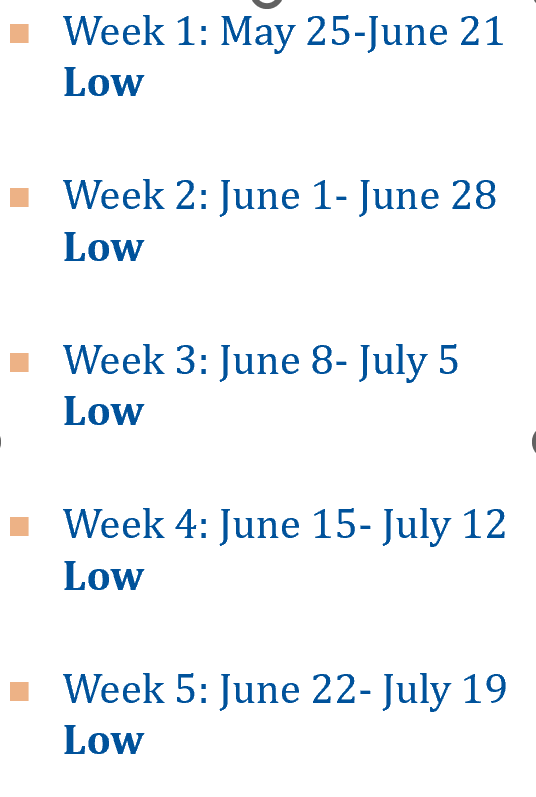 Week 1: May 25-June 21
Low
Week 2: June 1- June 28
Low
Week 3: June 8- July 5
Low
Week 4: June 15- July 12
Low
Week 5: June 22- July 19
Low